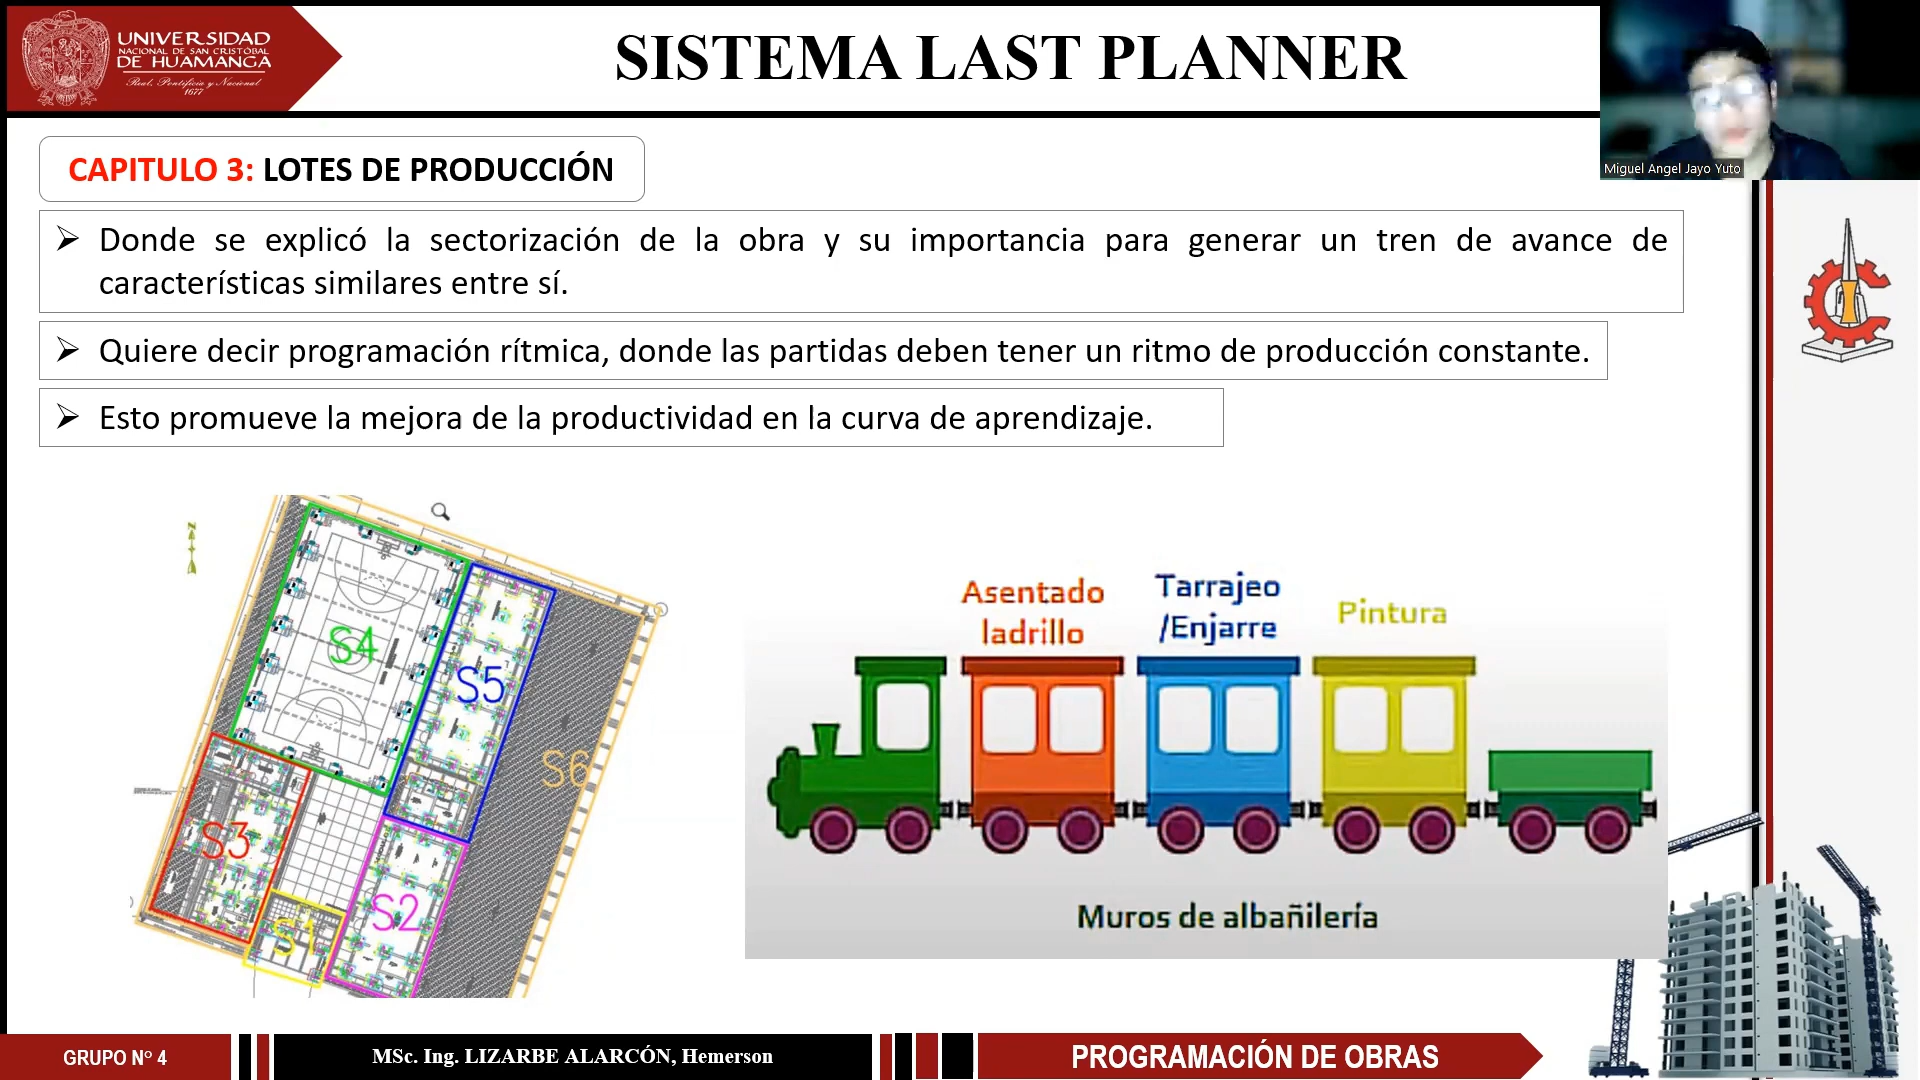 UNIVERSIDAD
NACIONAL DE SAN CRISTÓBAL
DE HUAMANGA
Real, Pontificia y Nacional
1677
SISTEMA LAST PLANNER
Miguel Angel Jayo Yuto
CAPITULO 3: LOTES DE PRODUCCIÓN
➢ Donde se explicó la sectorización de la obra y su importancia para generar un tren de avance de
características similares entre sí.
➢ Quiere decir programación rítmica, donde las partidas deben tener un ritmo de producción constante.
➢ Esto promueve la mejora de la productividad en la curva de aprendizaje.
S4
S5
S6
S3
S2
S1
Asentado
ladrillo
Tarrajeo
/Enjarre
Pintura
Muros de albañilería
GRUPO N° 4
MSc. Ing. LIZARBE ALARCÓN, Hemerson
PROGRAMACIÓN DE OBRAS